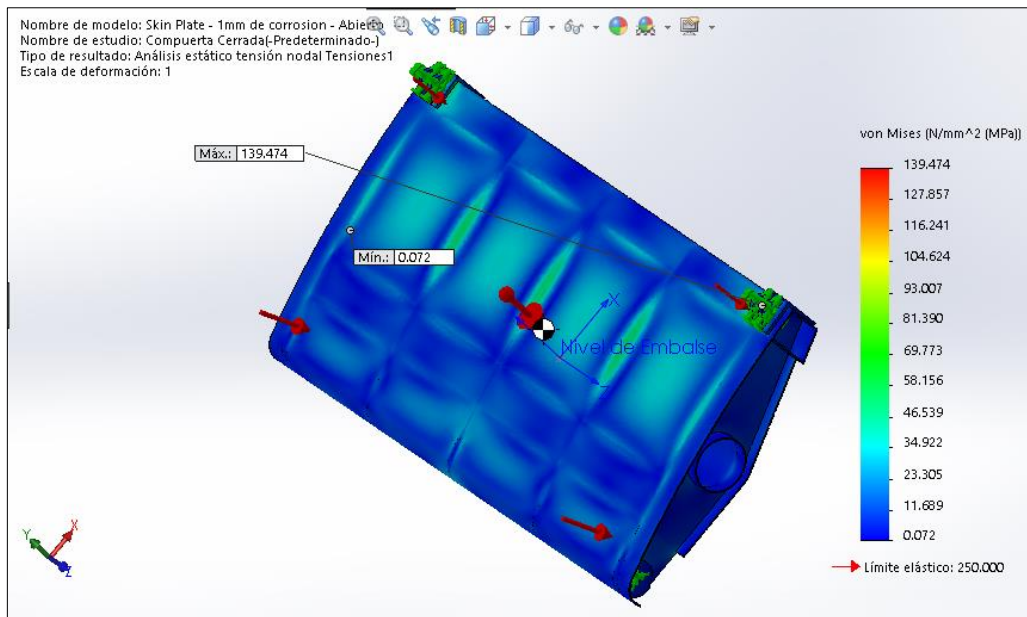 Nombre de modelo: Skin Plate - 1mm de corrosion - Abierto
Nombre de estudio: Compuerta Cerrada(-Predeterminado-)
Tipo de resultado: Análisis estático tensión nodal Tensiones1
Escala de deformación: 1
von Mises (N/mm^2 (MPa))
Máx.: 139.474
Mín.: 0.072
139.474
127.857
116.241
104.624
93.007
81.390
69.773
58.156
46.539
34.922
23.305
11.689
0.072
Límite elástico: 250.000
X
Nivel de Embalse
Y
X
Z